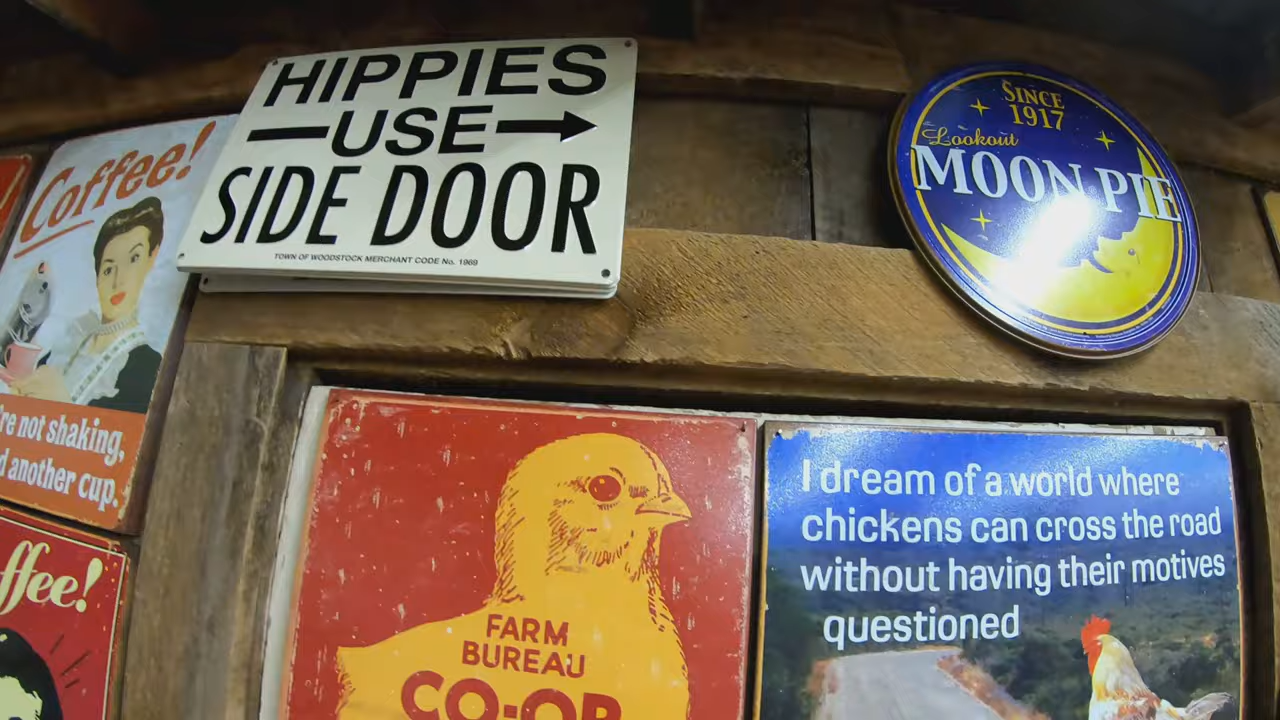 HIPPIES
USE
SIDE DOOR
TOWN OF WOODSTOCK MERCHANT CODE No. 1969
SINCE
1917
Lookout
MOON PIE
Coffee!
not shaking,
another cup.
ffee!
FARM
BUREAU
CO-OP
I dream of a world where
chickens can cross the road
without having their motives
questioned